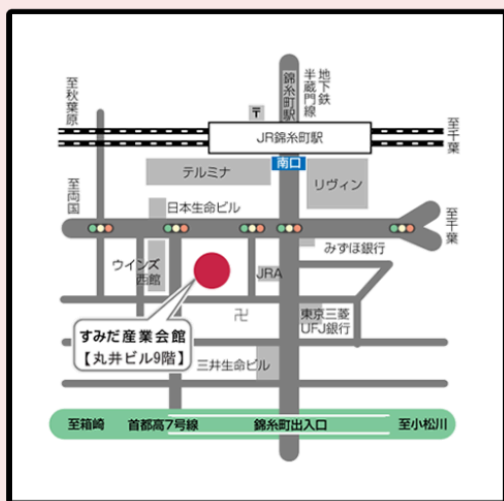 至秋葉原
錦糸町駅
地下鉄
半蔵門線
〒
JR錦糸町駅
至千葉
南口
テルミナ
リヴィン
至両国
日本生命ビル
至千葉
みずほ銀行
ウインズ
西館
JRA
卍
東京三菱
UFJ銀行
すみだ産業会館
【丸井ビル9階】
三井生命ビル
至箱崎
首都高7号線
錦糸町出入口
至小松川